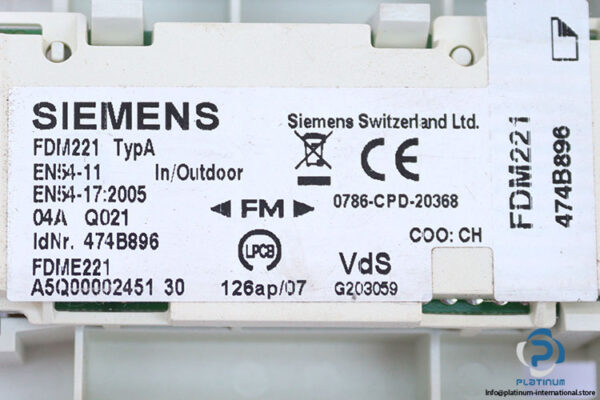 SIEMENS
Siemens Switzerland Ltd.
FDM221 TypA
EN54-11 In/Outdoor
CE
EN54-17:2005
FM
0786-CPD-20368
04A Q021
COO: CH
IdNr. 474B896
LPCB
VdS
FDME221
A5Q00002451 30
126ap/07
G203059
FDM221
474B896
PLATINUM
info@platinum-international.store